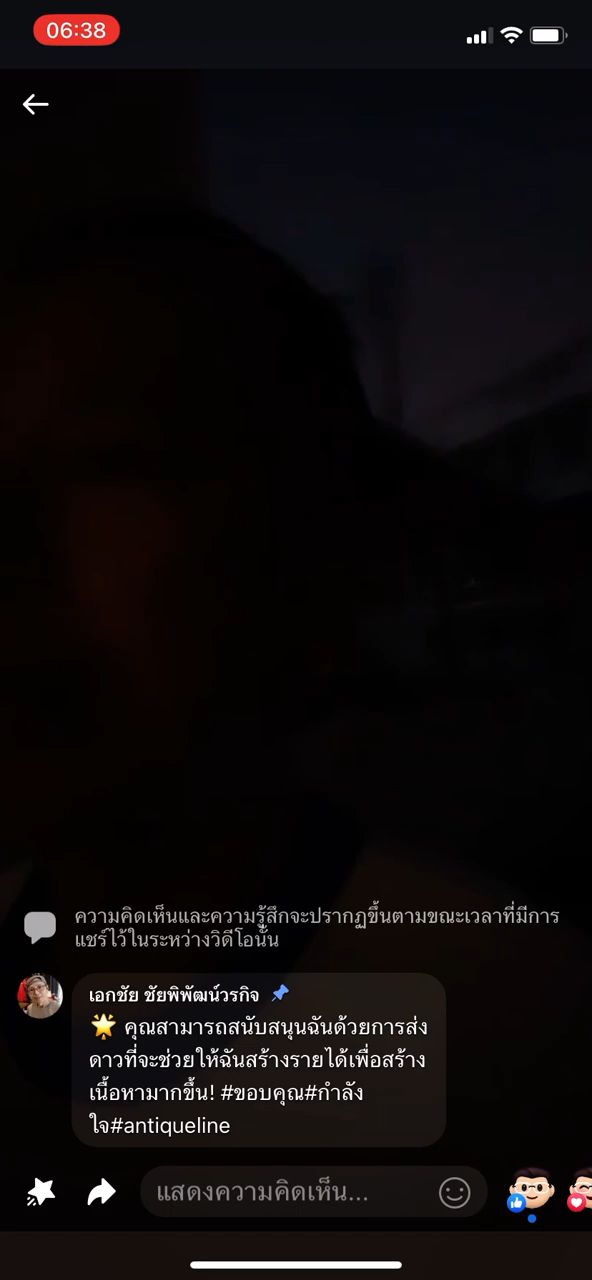 06:38
ความคิดเห็นและความรู้สึกจะปรากฏขึ้นตามขณะเวลาที่มีการ
แชร์ไว้ในระหว่างวิดีโอนั้น
เอกชัย ชัยพิพัฒน์วรกิจ
คุณสามารถสนับสนุนฉันด้วยการส่ง
ดาวที่จะช่วยให้ฉันสร้างรายได้เพื่อสร้าง
เนื้อหามากขึ้น! #ขอบคุณ#กำลัง
ใจ#antiqueline
แสดงความคิดเห็น...